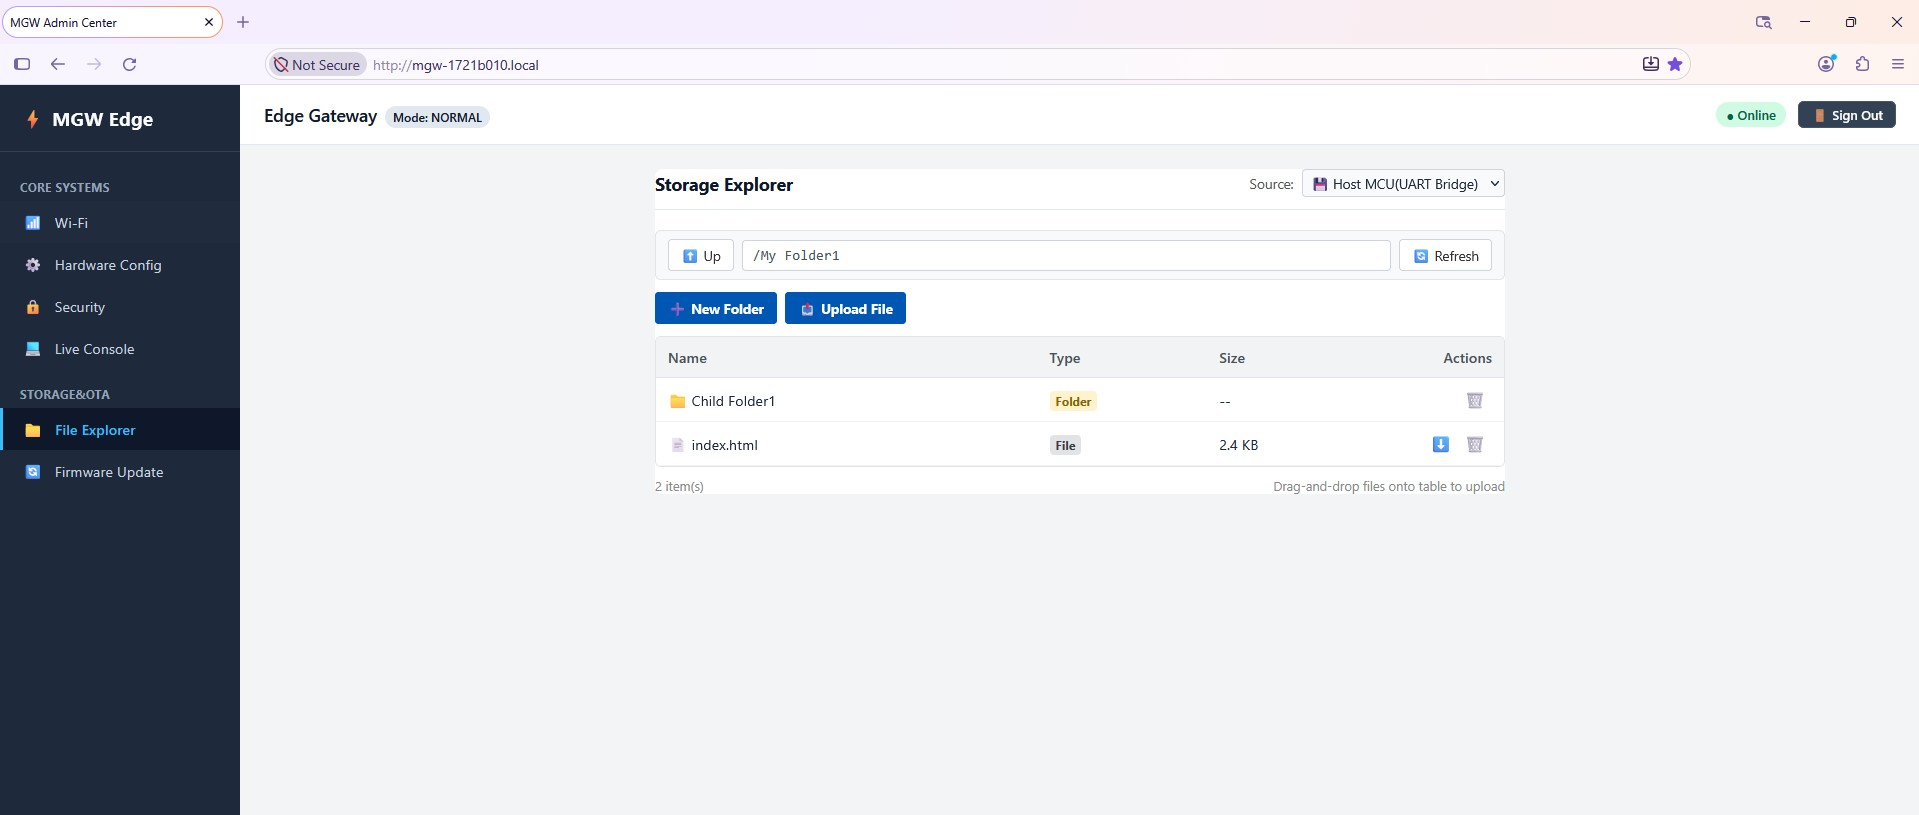 MGW Admin Center
Not Secure http://mgw-1721b010.local
MGW Edge
Edge Gateway Mode: NORMAL
Online
Sign Out
CORE SYSTEMS
Wi-Fi
Hardware Config
Security
Live Console
STORAGE&OTA
File Explorer
Firmware Update
Storage Explorer
Source: Host MCU(UART Bridge)
Up /My Folder1 Refresh
New Folder Upload File
Name Type Size Actions
Child Folder1 Folder --
index.html File 2.4 KB
2 item(s) Drag-and-drop files onto table to upload